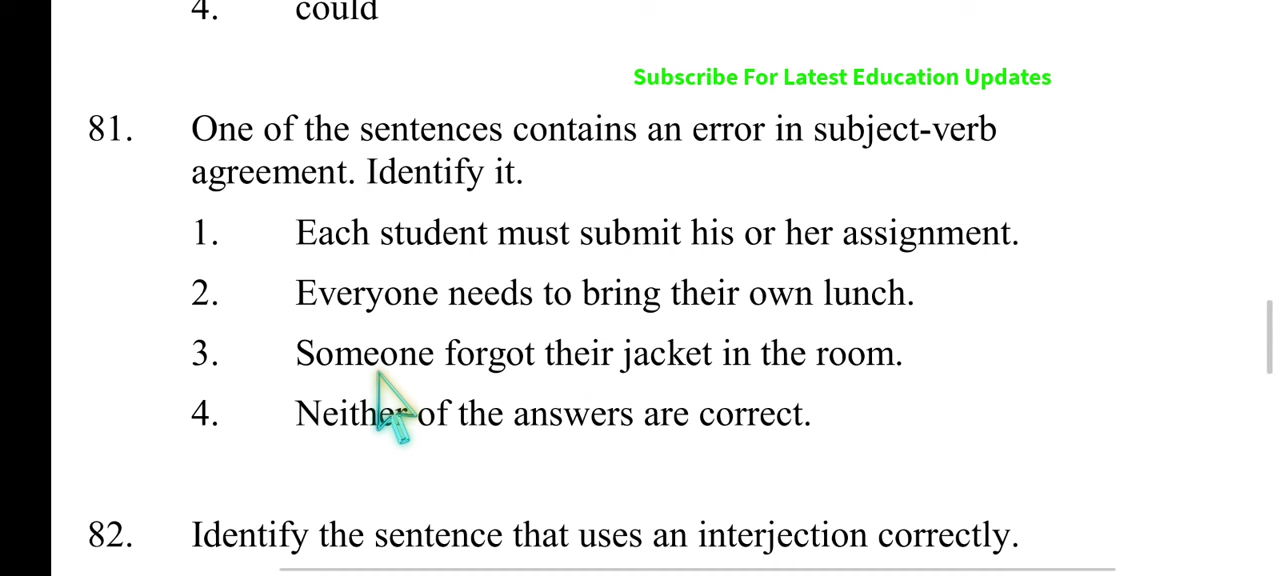 4. could
Subscribe For Latest Education Updates
81. One of the sentences contains an error in subject-verb
agreement. Identify it.
1. Each student must submit his or her assignment.
2. Everyone needs to bring their own lunch.
3. Someone forgot their jacket in the room.
4. Neither of the answers are correct.
82. Identify the sentence that uses an interjection correctly.